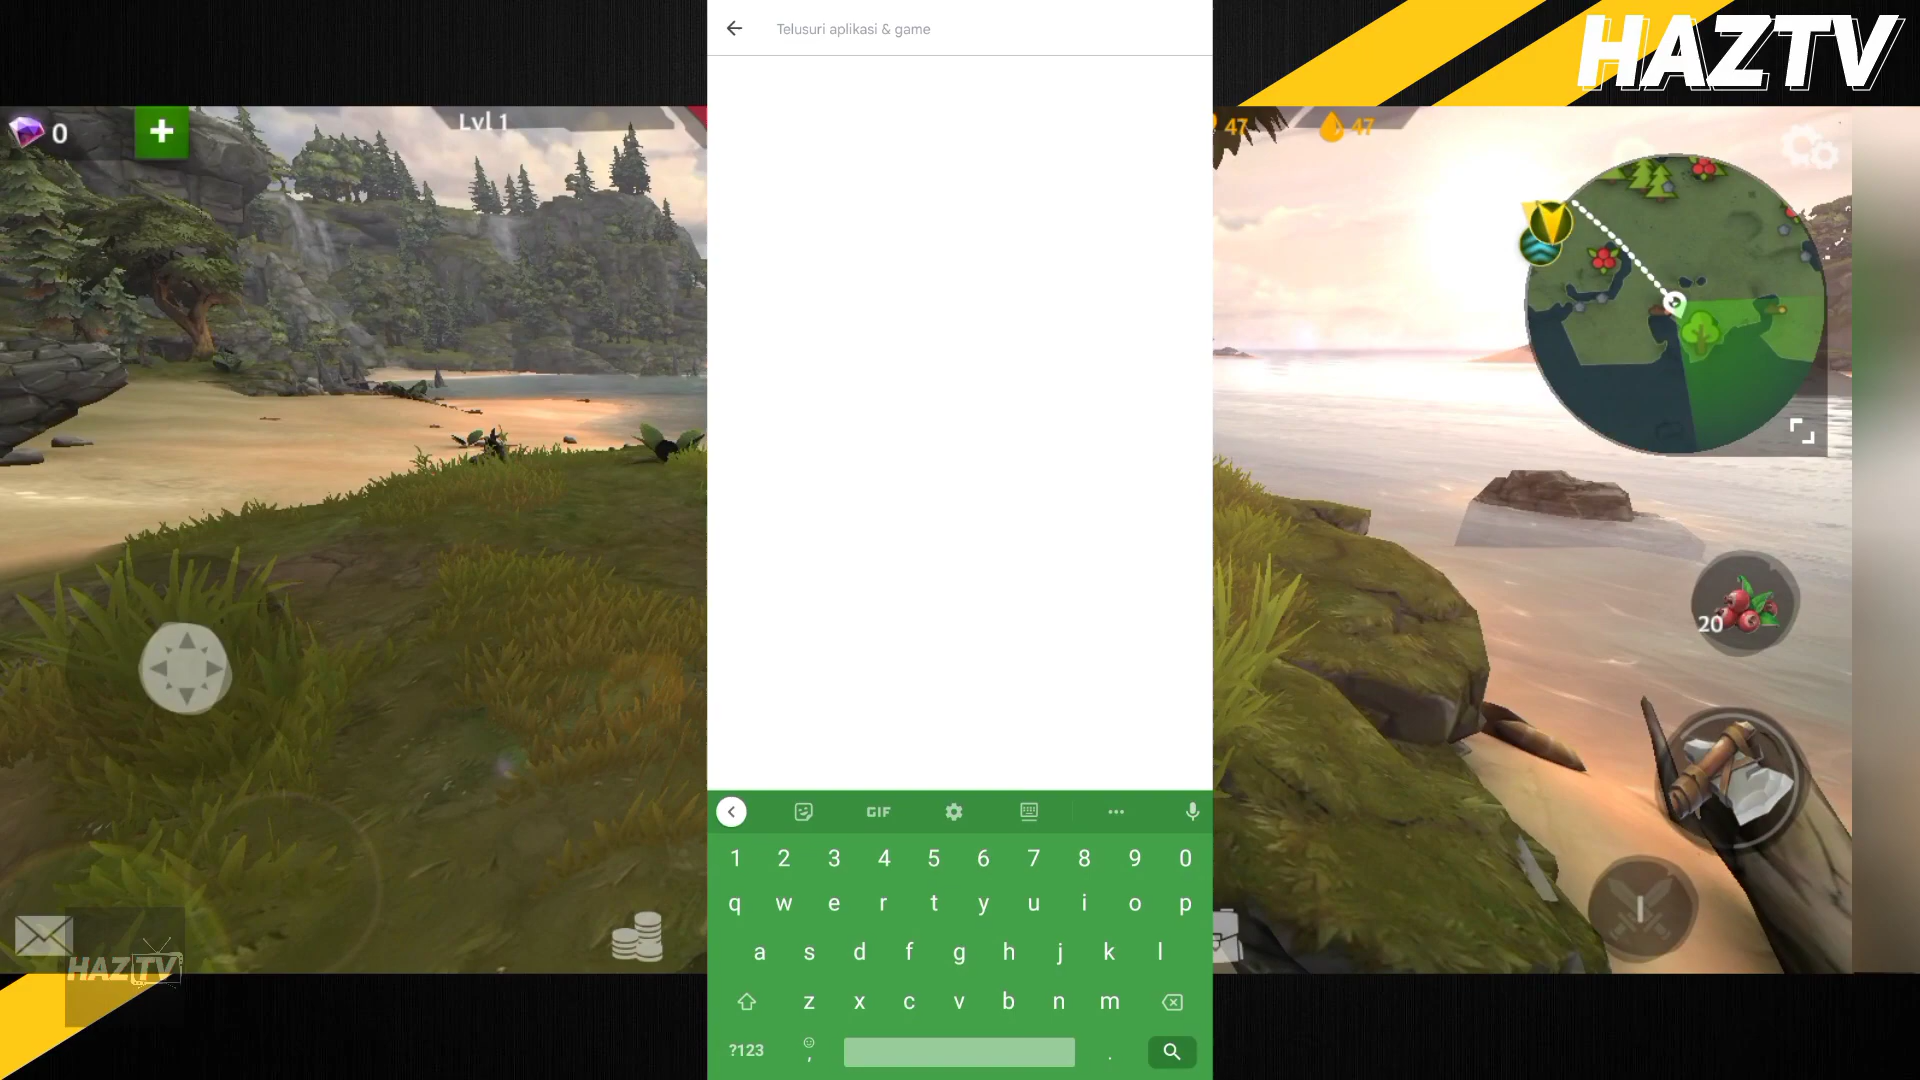 HAZTV
Telusuri aplikasi & game
0
+
Lvl 1
47
47
20
GIF
1 2 3 4 5 6 7 8 9 0
q w e r t y u i o p
a s d f g h j k l
z x c v b n m
?123 , .
HAZTV